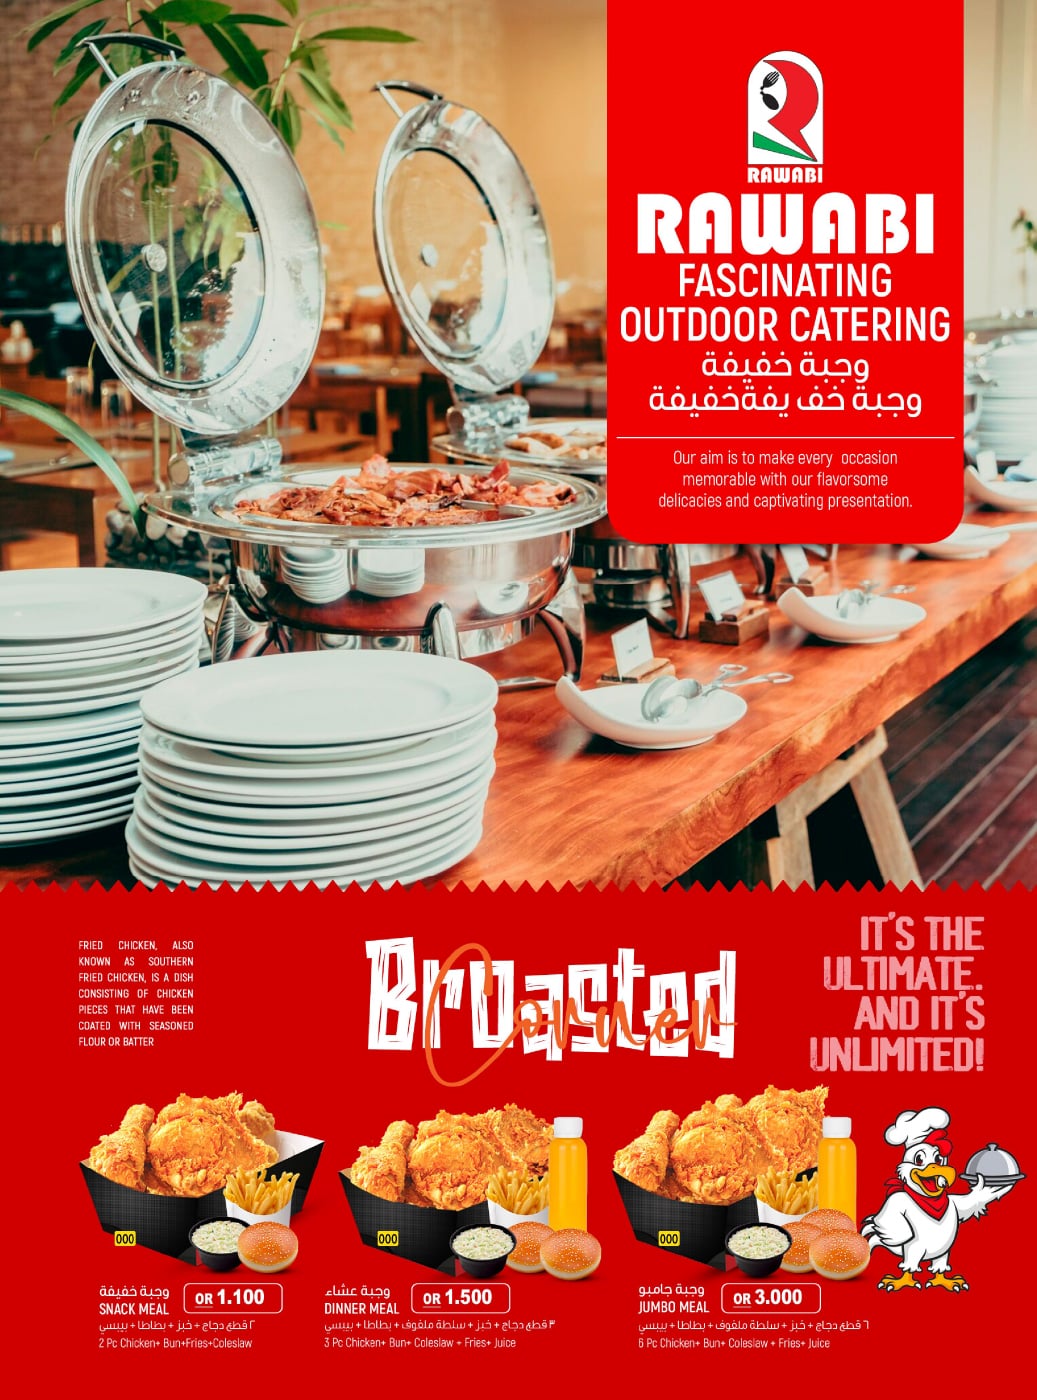 RAWABI
RAWABI
FASCINATING
OUTDOOR CATERING
وجبة خفيفة
وجبة خف يفةخفيفة
Our aim is to make every occasion
memorable with our flavorsome
delicacies and captivating presentation.
FRIED CHICKEN, ALSO
KNOWN AS SOUTHERN
FRIED CHICKEN, IS A DISH
CONSISTING OF CHICKEN
PIECES THAT HAVE BEEN
COATED WITH SEASONED
FLOUR OR BATTER
Broasted
Corner
IT'S THE
ULTIMATE.
AND IT'S
UNLIMITED!
000
وجبة خفيفة
SNACK MEAL
OR 1.100
٢ قطع دجاج + خبز + بطاطا + بيبسي
2 Pc Chicken+ Bun+Fries+Coleslaw
000
وجبة عشاء
DINNER MEAL
OR 1.500
٣ قطع دجاج + خبز + سلطة ملفوف + بطاطا + بيبسي
3 Pc Chicken+ Bun+ Coleslaw + Fries+ Juice
000
وجبة جامبو
JUMBO MEAL
OR 3.000
٦ قطع دجاج + خبز + سلطة ملفوف + بطاطا + بيبسي
6 Pc Chicken+ Bun+ Coleslaw + Fries+ Juice